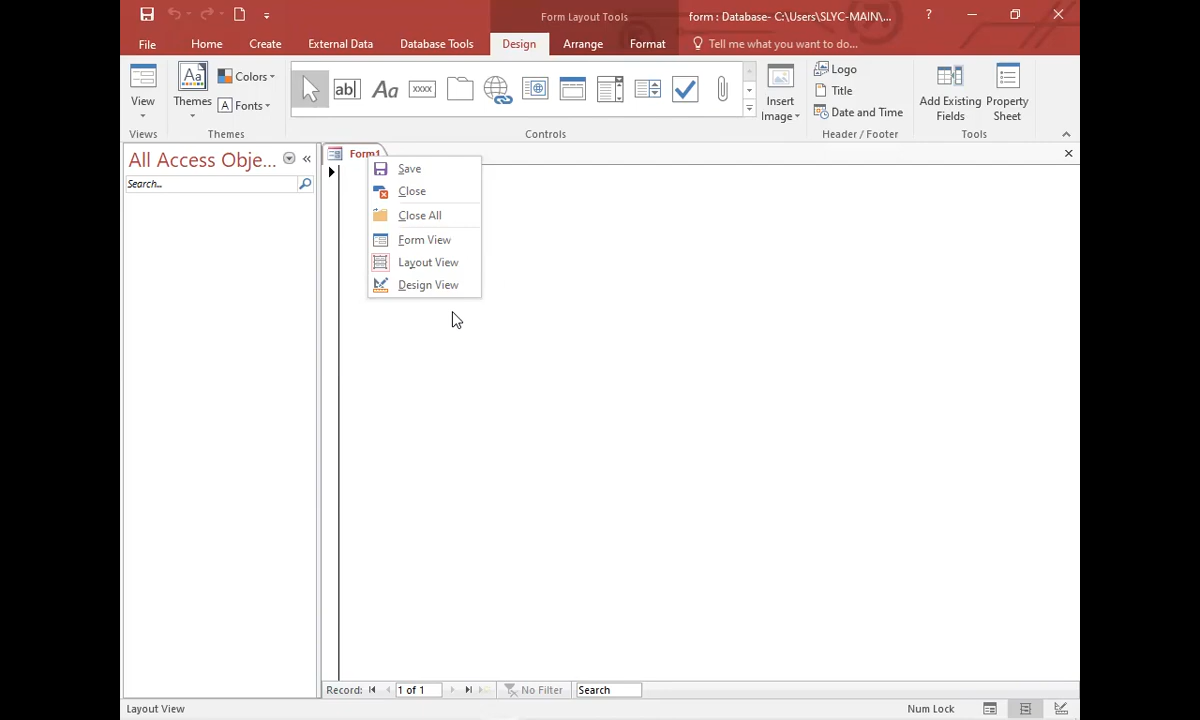 Form Layout Tools
form : Database- C:\Users\SLYC-MAIN\...
?
File
Home
Create
External Data
Database Tools
Design
Arrange
Format
Tell me what you want to do...
View
Themes
Aa
Colors
A Fonts
ab|
Aa
xxxx
Insert Image
Logo
Title
Date and Time
Add Existing Fields
Property Sheet
Views
Themes
Controls
Header / Footer
Tools
All Access Obje... «
Search...
Form1
Save
Close
Close All
Form View
Layout View
Design View
Record:
1 of 1
No Filter
Search
Layout View
Num Lock